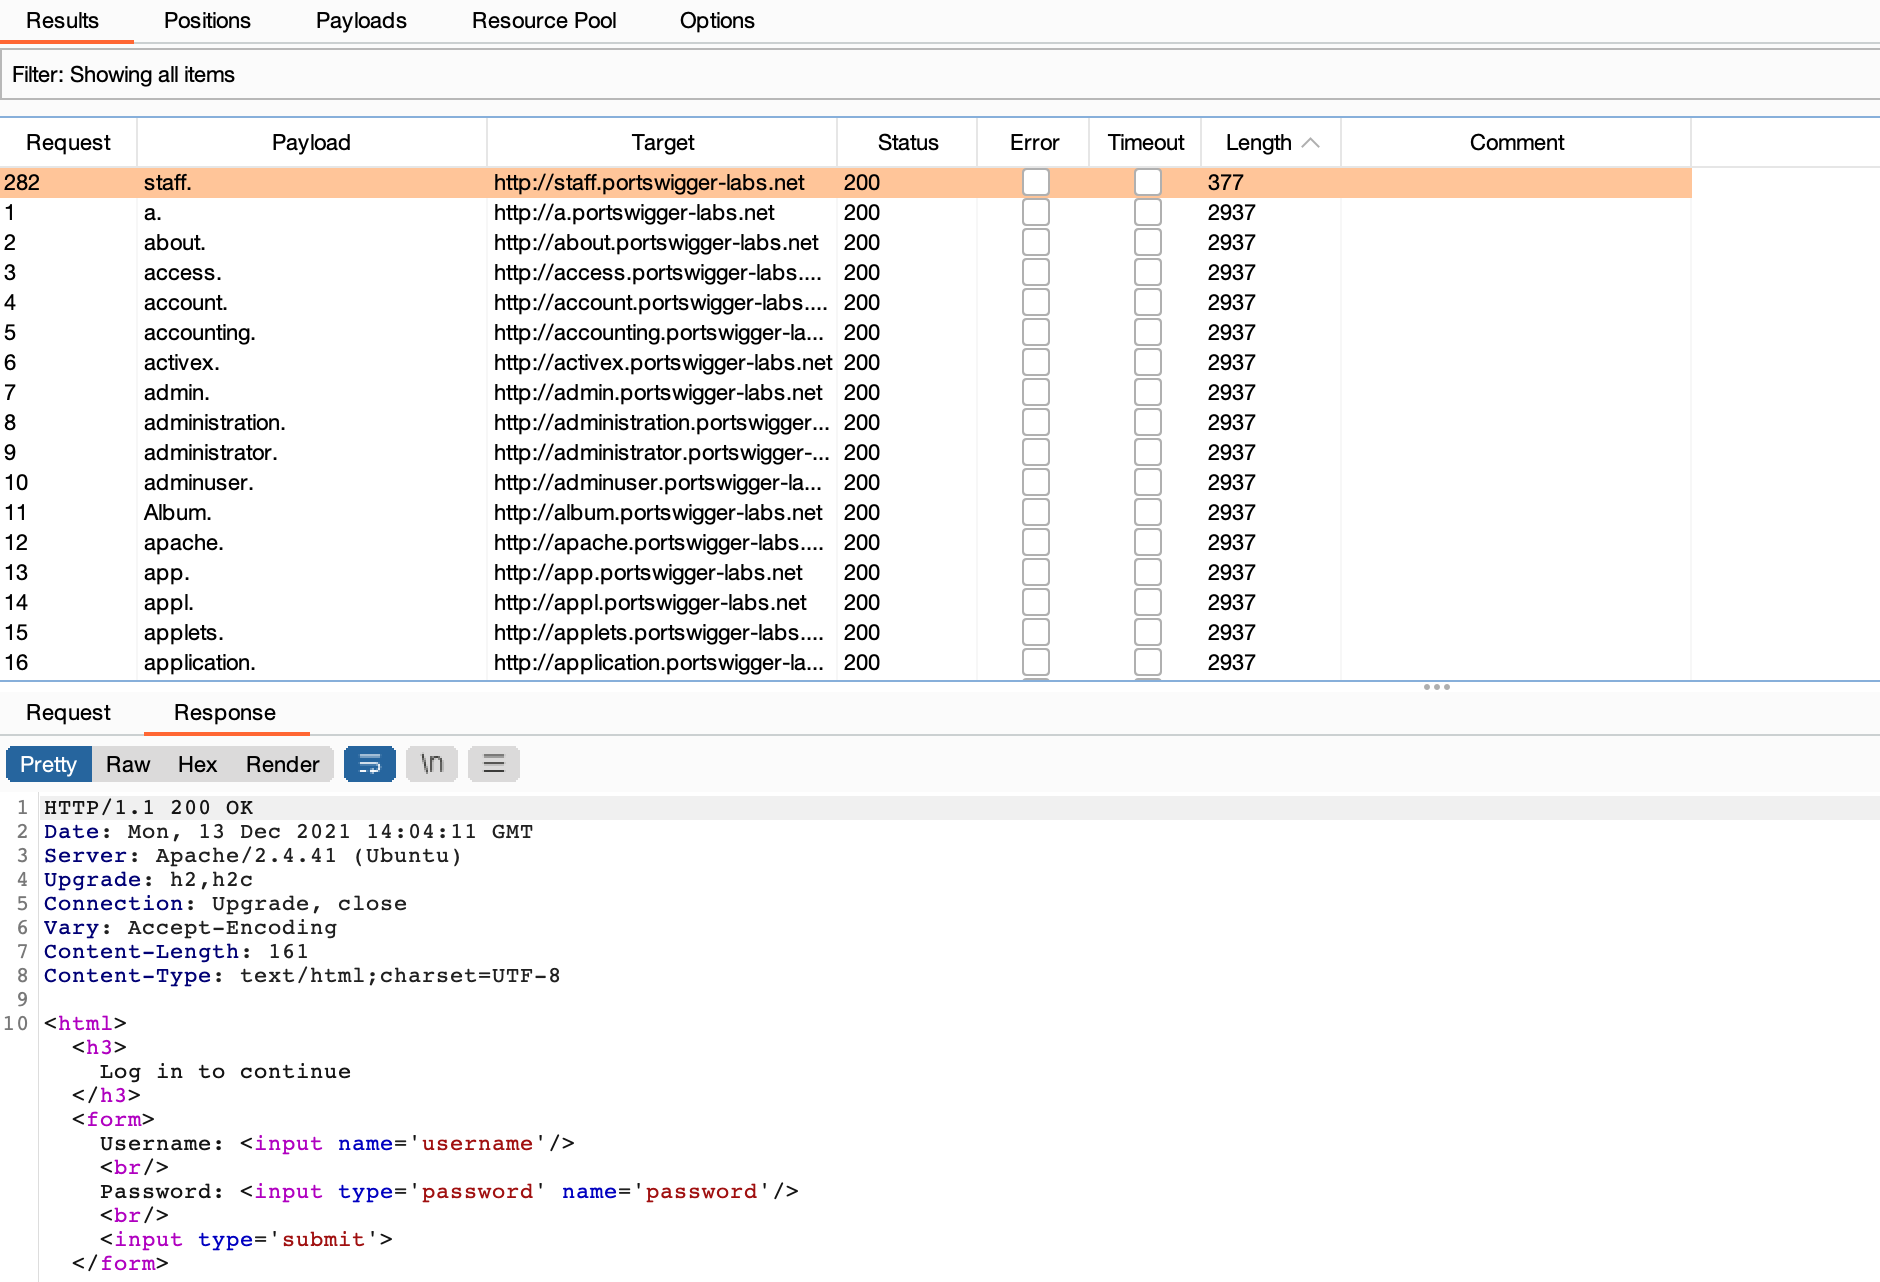 Results Positions Payloads Resource Pool Options
Filter: Showing all items
Request Payload Target Status Error Timeout Length Comment
282 staff. http://staff.portswigger-labs.net 200 377
1 a. http://a.portswigger-labs.net 200 2937
2 about. http://about.portswigger-labs.net 200 2937
3 access. http://access.portswigger-labs.... 200 2937
4 account. http://account.portswigger-labs.... 200 2937
5 accounting. http://accounting.portswigger-la... 200 2937
6 activex. http://activex.portswigger-labs.net 200 2937
7 admin. http://admin.portswigger-labs.net 200 2937
8 administration. http://administration.portswigger... 200 2937
9 administrator. http://administrator.portswigger-... 200 2937
10 adminuser. http://adminuser.portswigger-la... 200 2937
11 Album. http://album.portswigger-labs.net 200 2937
12 apache. http://apache.portswigger-labs.... 200 2937
13 app. http://app.portswigger-labs.net 200 2937
14 appl. http://appl.portswigger-labs.net 200 2937
15 applets. http://applets.portswigger-labs.... 200 2937
16 application. http://application.portswigger-la... 200 2937
Request Response
Pretty Raw Hex Render \n
1 HTTP/1.1 200 OK
2 Date: Mon, 13 Dec 2021 14:04:11 GMT
3 Server: Apache/2.4.41 (Ubuntu)
4 Upgrade: h2,h2c
5 Connection: Upgrade, close
6 Vary: Accept-Encoding
7 Content-Length: 161
8 Content-Type: text/html;charset=UTF-8
9
10 <html>
<h3>
Log in to continue
</h3>
<form>
Username: <input name='username'/>
<br/>
Password: <input type='password' name='password'/>
<br/>
<input type='submit'>
</form>